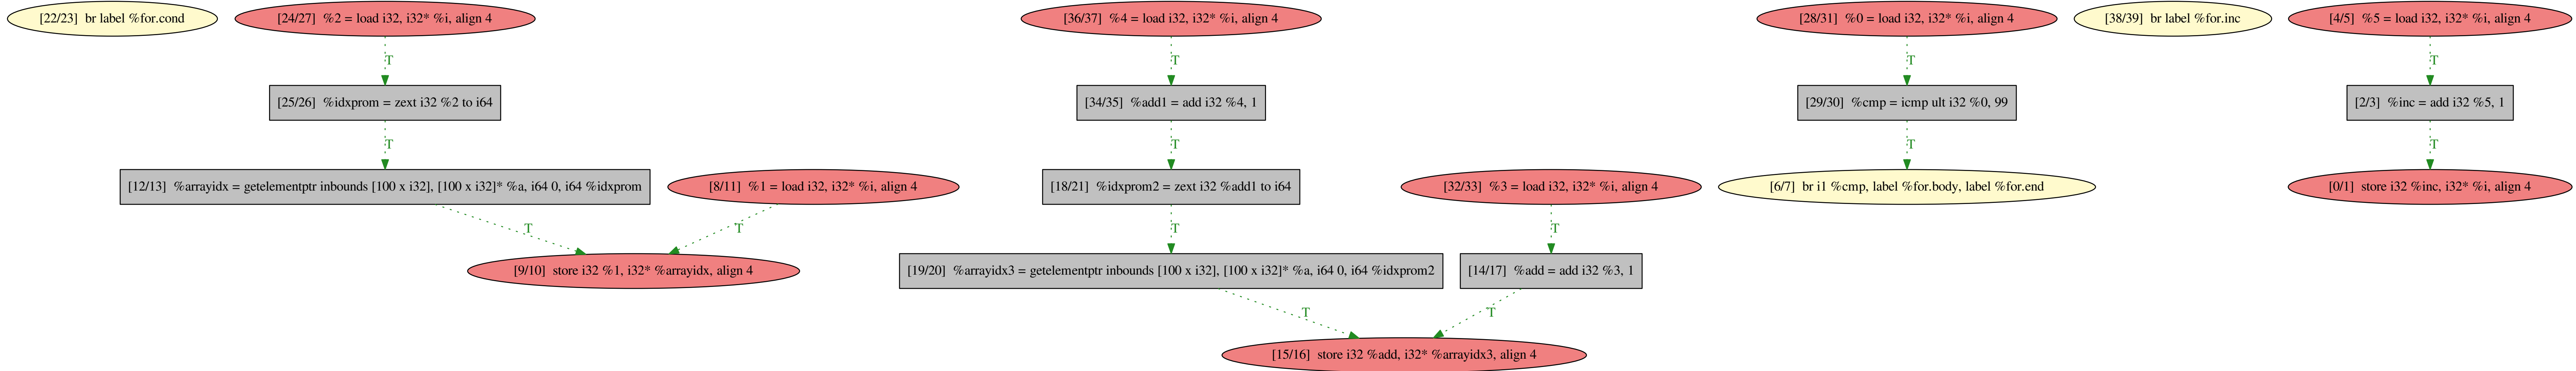 [22/23] br label %for.cond
[24/27] %2 = load i32, i32* %i, align 4
[36/37] %4 = load i32, i32* %i, align 4
[28/31] %0 = load i32, i32* %i, align 4
[38/39] br label %for.inc
[4/5] %5 = load i32, i32* %i, align 4
T
T
T
T
[25/26] %idxprom = zext i32 %2 to i64
[34/35] %add1 = add i32 %4, 1
[29/30] %cmp = icmp ult i32 %0, 99
[2/3] %inc = add i32 %5, 1
T
T
T
T
[12/13] %arrayidx = getelementptr inbounds [100 x i32], [100 x i32]* %a, i64 0, i64 %idxprom
[8/11] %1 = load i32, i32* %i, align 4
[18/21] %idxprom2 = zext i32 %add1 to i64
[32/33] %3 = load i32, i32* %i, align 4
[6/7] br i1 %cmp, label %for.body, label %for.end
[0/1] store i32 %inc, i32* %i, align 4
T
T
T
T
[9/10] store i32 %1, i32* %arrayidx, align 4
[19/20] %arrayidx3 = getelementptr inbounds [100 x i32], [100 x i32]* %a, i64 0, i64 %idxprom2
[14/17] %add = add i32 %3, 1
T
T
[15/16] store i32 %add, i32* %arrayidx3, align 4